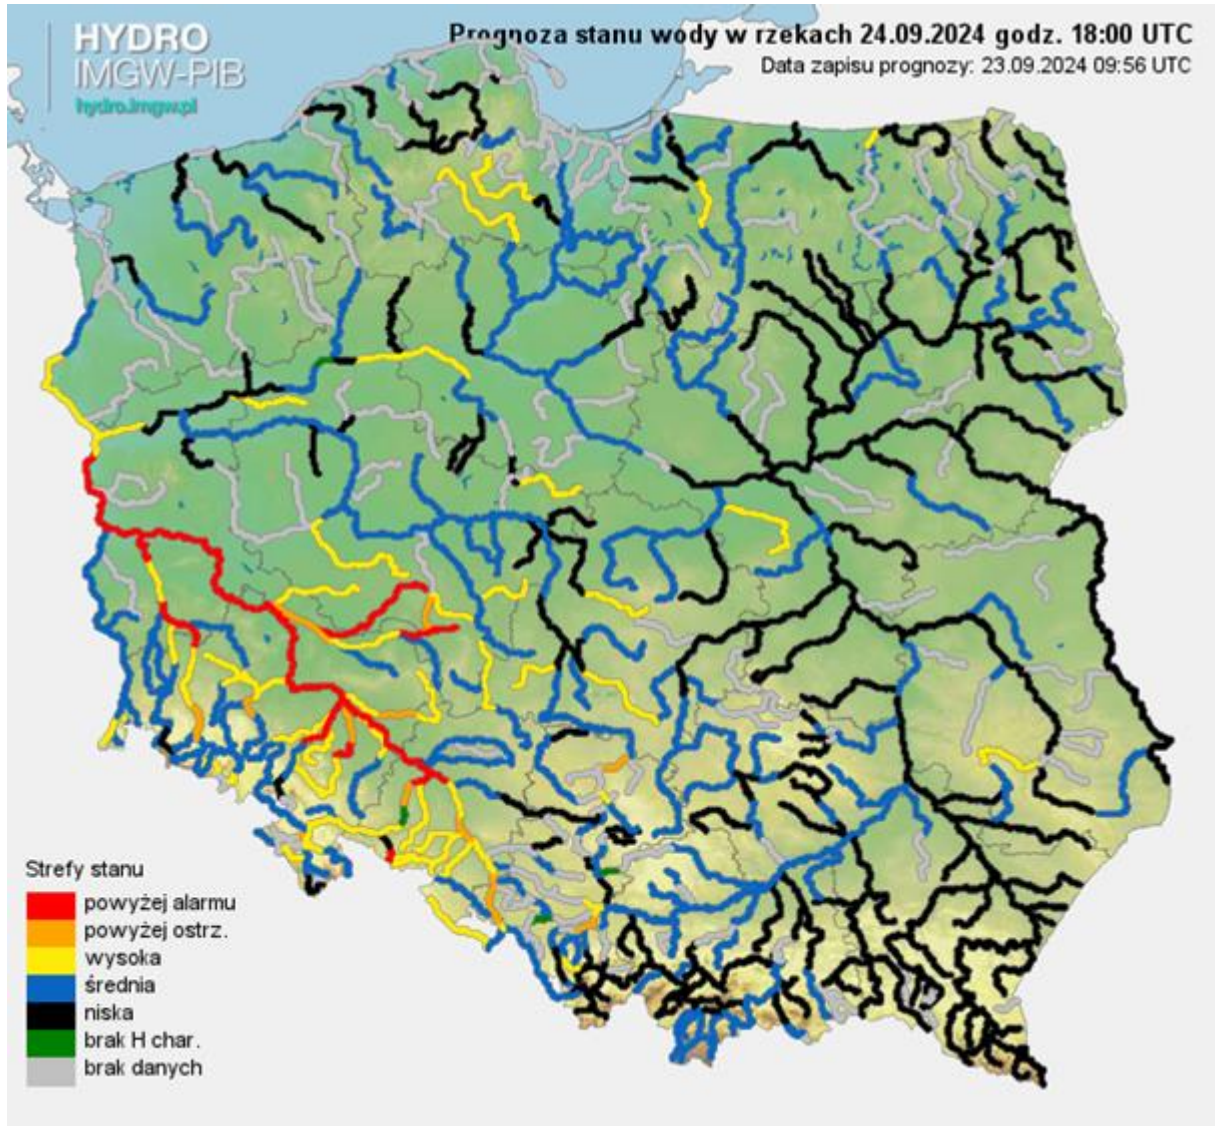 HYDRO
IMGW-PIB
hydro.imgw.pl
Prognoza stanu wody w rzekach 24.09.2024 godz. 18:00 UTC
Data zapisu prognozy: 23.09.2024 09:56 UTC
Strefy stanu
powyżej alarmu
powyżej ostrz.
wysoka
średnia
niska
brak H char.
brak danych